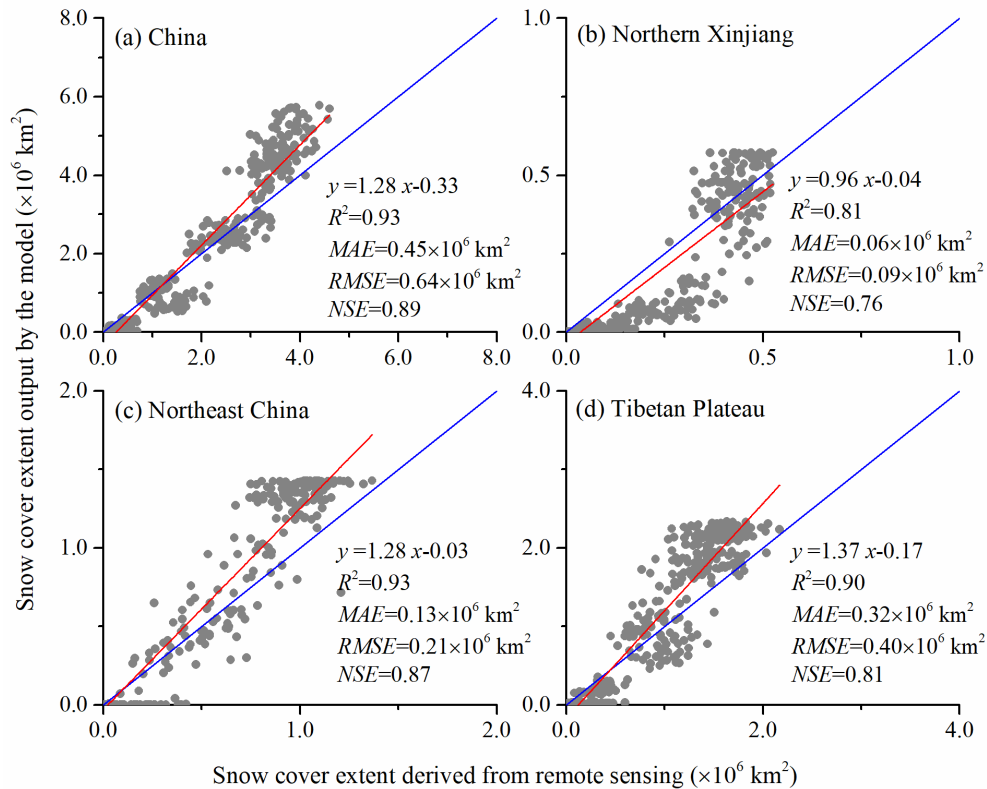 Snow cover extent output by the model (×10⁶ km²)
(a) China
8.0
6.0
4.0
2.0
0.0
y =1.28 x-0.33
R²=0.93
MAE=0.45×10⁶ km²
RMSE=0.64×10⁶ km²
NSE=0.89
0.0 2.0 4.0 8.0
(b) Northern Xinjiang
1.0
0.5
0.0
y=0.96 x-0.04
R²=0.81
MAE=0.06×10⁶ km²
RMSE=0.09×10⁶ km²
NSE=0.76
0.0 0.5 1.0
(c) Northeast China
2.0
1.0
0.0
y=1.28 x-0.03
R²=0.93
MAE=0.13×10⁶ km²
RMSE=0.21×10⁶ km²
NSE=0.87
0.0 1.0 2.0
(d) Tibetan Plateau
4.0
2.0
0.0
y=1.37 x-0.17
R²=0.90
MAE=0.32×10⁶ km²
RMSE=0.40×10⁶ km²
NSE=0.81
0.0 2.0 4.0
Snow cover extent derived from remote sensing (×10⁶ km²)